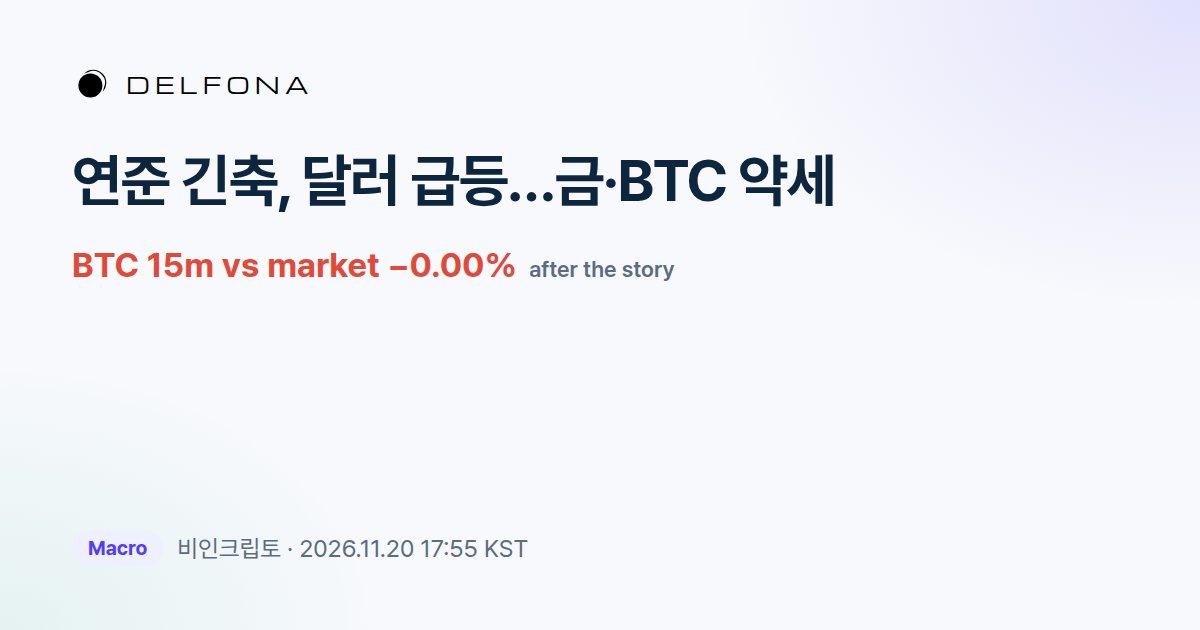 DELFONA
연준 긴축, 달러 급등…금·BTC 약세
BTC 15m vs market −0.00% after the story
Macro 비인크립토 · 2026.11.20 17:55 KST